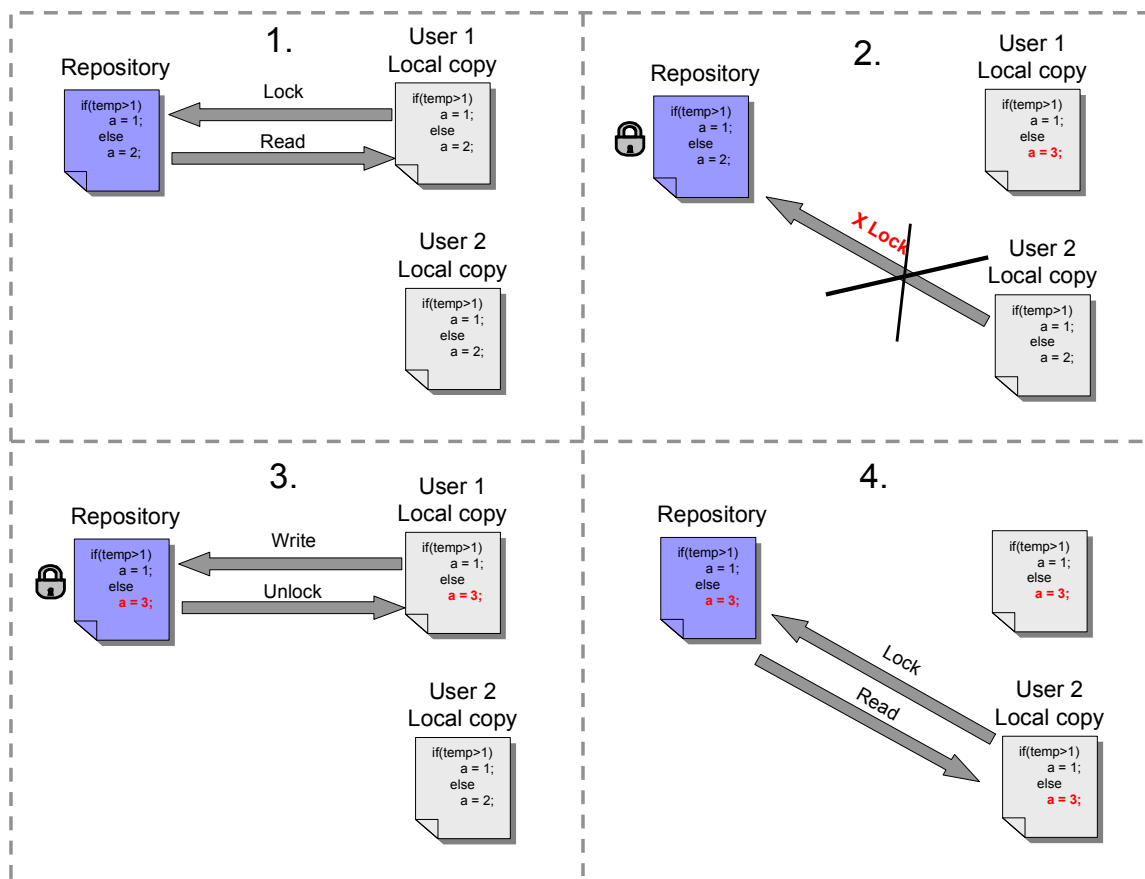 1.
Repository
if(temp>1)
a = 1;
else
a = 2;
Lock
Read
User 1
Local copy
if(temp>1)
a = 1;
else
a = 2;
User 2
Local copy
if(temp>1)
a = 1;
else
a = 2;
2.
Repository
if(temp>1)
a = 1;
else
a = 2;
User 1
Local copy
if(temp>1)
a = 1;
else
a = 3;
X Lock
User 2
Local copy
if(temp>1)
a = 1;
else
a = 2;
3.
Repository
if(temp>1)
a = 1;
else
a = 3;
Write
Unlock
User 1
Local copy
if(temp>1)
a = 1;
else
a = 3;
User 2
Local copy
if(temp>1)
a = 1;
else
a = 2;
4.
Repository
if(temp>1)
a = 1;
else
a = 3;
if(temp>1)
a = 1;
else
a = 3;
Lock
Read
User 2
Local copy
if(temp>1)
a = 1;
else
a = 3;